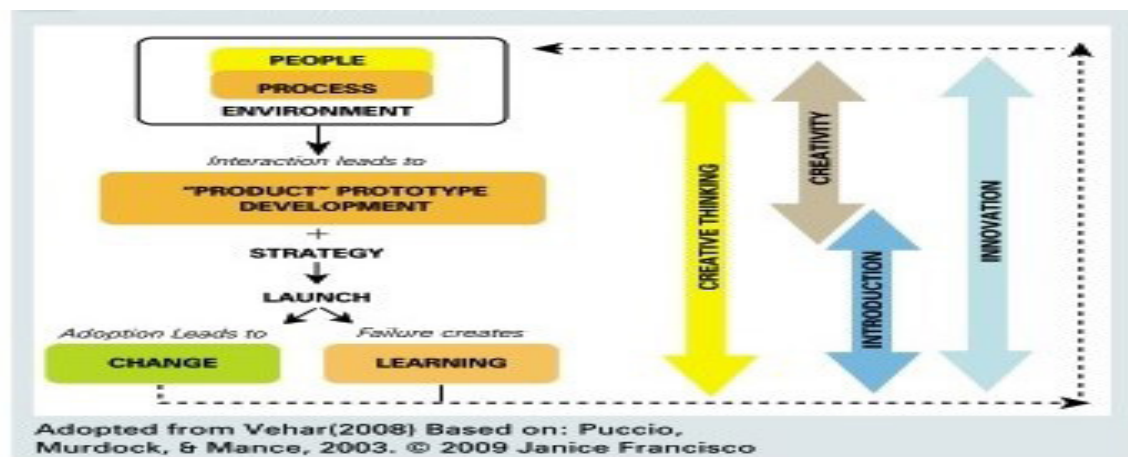 PEOPLE
PROCESS
ENVIRONMENT
Interaction leads to
"PRODUCT" PROTOTYPE
DEVELOPMENT
+
STRATEGY
LAUNCH
Adoption Leads to
Failure creates
CHANGE
LEARNING
CREATIVE THINKING
CREATIVITY
INTRODUCTION
INNOVATION
Adopted from Vehar(2008) Based on: Puccio,
Murdock, & Mance, 2003. © 2009 Janice Francisco